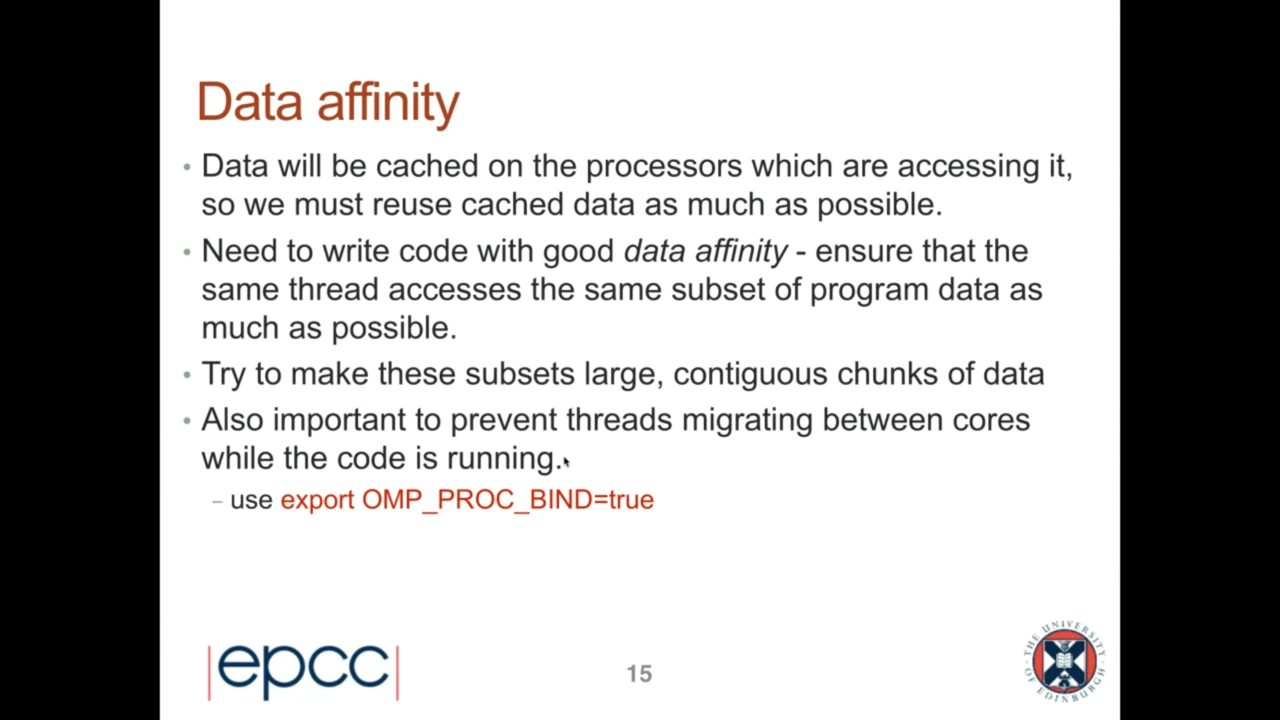 Data affinity
• Data will be cached on the processors which are accessing it,
so we must reuse cached data as much as possible.
• Need to write code with good data affinity - ensure that the
same thread accesses the same subset of program data as
much as possible.
• Try to make these subsets large, contiguous chunks of data
• Also important to prevent threads migrating between cores
while the code is running.
– use export OMP_PROC_BIND=true
|epcc|
15
THE UNIVERSITY
OF EDINBURGH